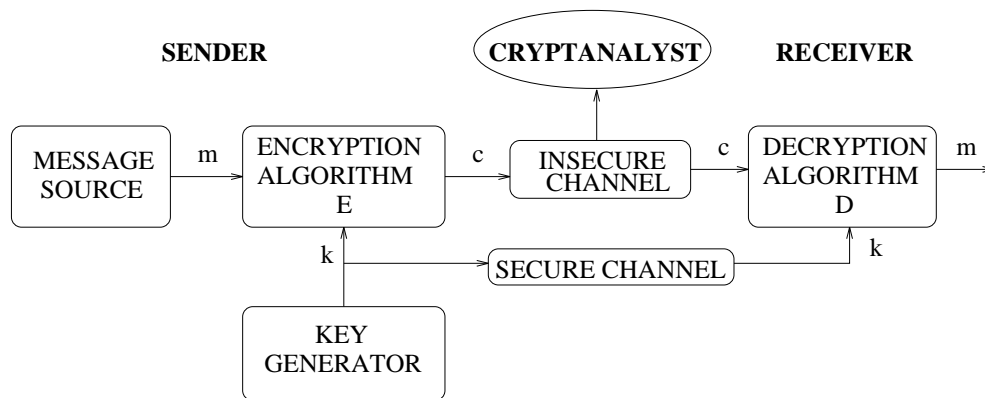 SENDER
CRYPTANALYST
RECEIVER
MESSAGE
SOURCE
m
ENCRYPTION
ALGORITHM
E
c
INSECURE
CHANNEL
c
DECRYPTION
ALGORITHM
D
m
k
SECURE CHANNEL
k
KEY
GENERATOR